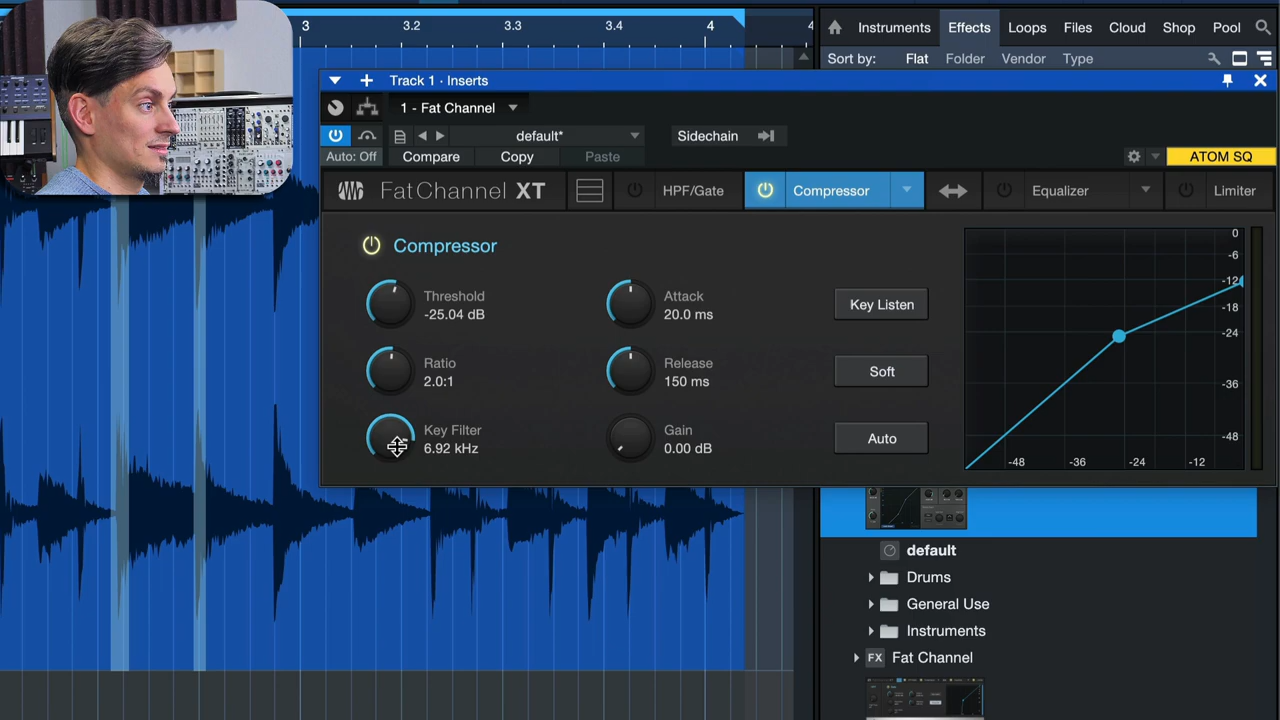 3
3.2
3.3
3.4
4
Instruments
Effects
Loops
Files
Cloud
Shop
Pool
Sort by:
Flat
Folder
Vendor
Type
Track 1 · Inserts
1 - Fat Channel
default*
Sidechain
Auto: Off
Compare
Copy
Paste
ATOM SQ
FatChannel XT
HPF/Gate
Compressor
Equalizer
Limiter
Compressor
Threshold
-25.04 dB
Attack
20.0 ms
Key Listen
Ratio
2.0:1
Release
150 ms
Soft
Key Filter
6.92 kHz
Gain
0.00 dB
Auto
0
-6
-12
-18
-24
-36
-48
-48
-36
-24
-12
default
Drums
General Use
Instruments
FX Fat Channel